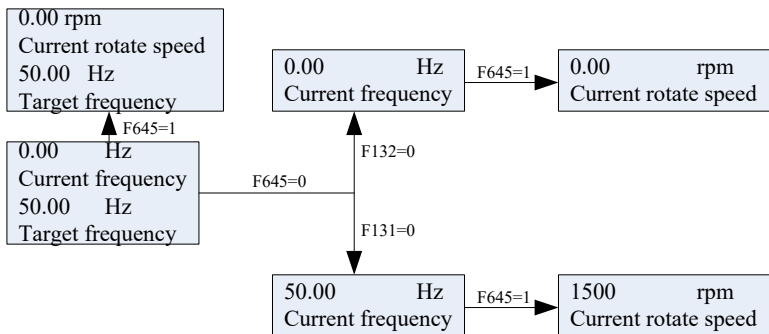 0.00 rpm
Current rotate speed
50.00 Hz
Target frequency
F645=1
0.00 Hz
Current frequency
50.00 Hz
Target frequency
F645=0
F132=0
F131=0
0.00 Hz
Current frequency
F645=1
0.00 rpm
Current rotate speed
50.00 Hz
Current frequency
F645=1
1500 rpm
Current rotate speed